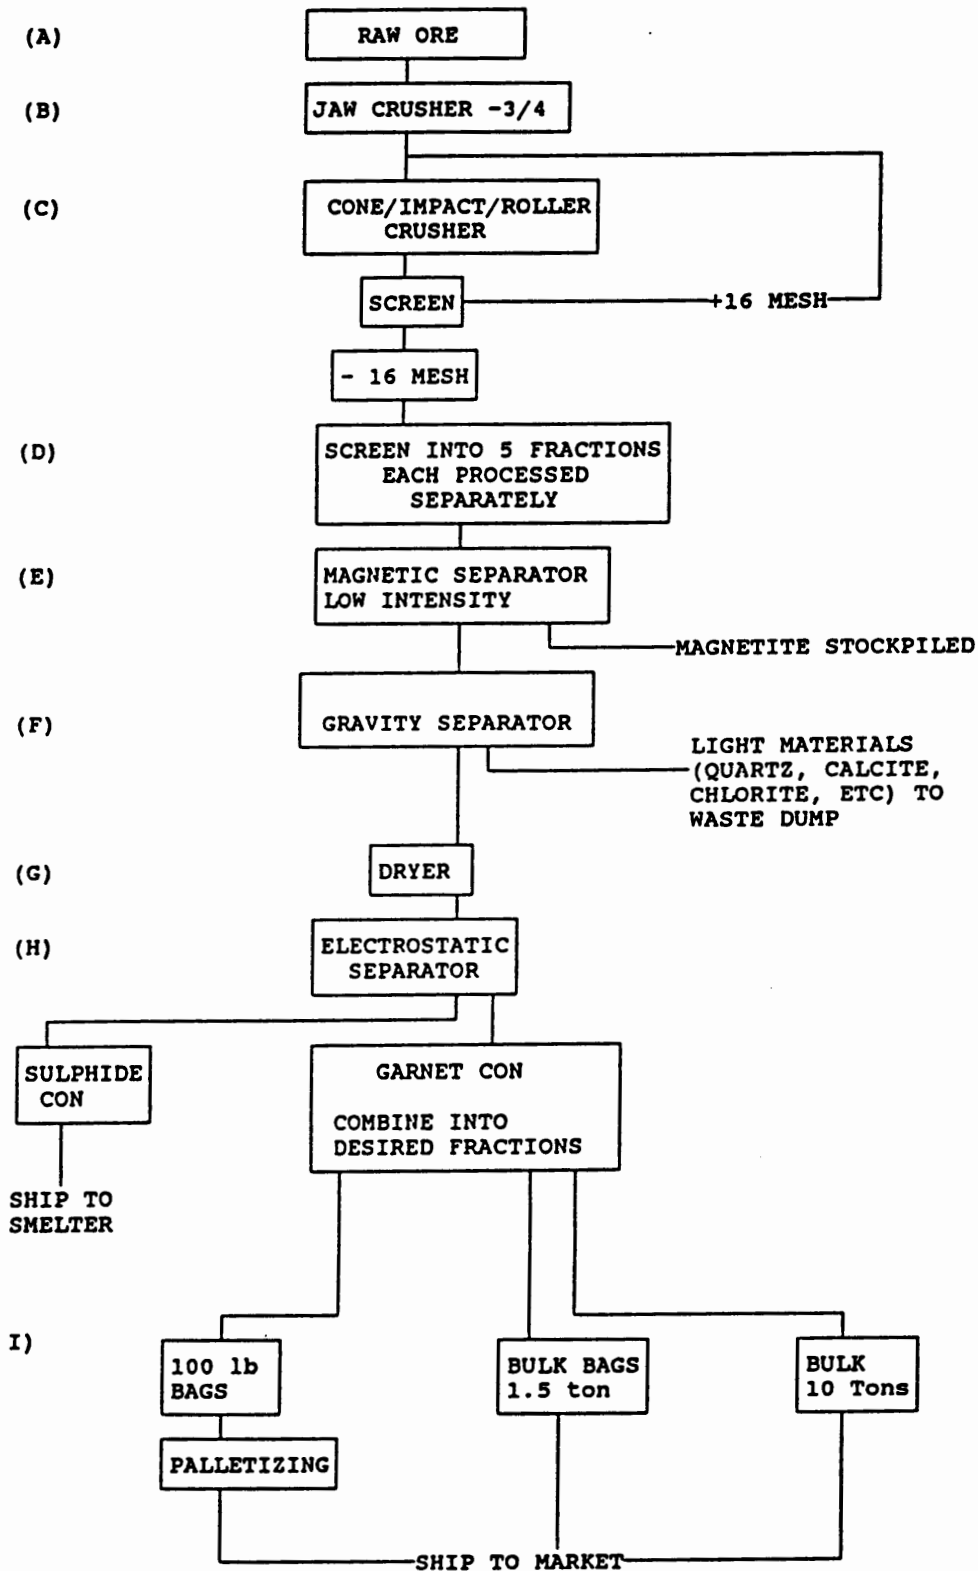 (A)
RAW ORE
(B)
JAW CRUSHER -3/4
(C)
CONE/IMPACT/ROLLER
CRUSHER
SCREEN
+16 MESH
- 16 MESH
(D)
SCREEN INTO 5 FRACTIONS
EACH PROCESSED
SEPARATELY
(E)
MAGNETIC SEPARATOR
LOW INTENSITY
MAGNETITE STOCKPILED
(F)
GRAVITY SEPARATOR
LIGHT MATERIALS
(QUARTZ, CALCITE,
CHLORITE, ETC) TO
WASTE DUMP
(G)
DRYER
(H)
ELECTROSTATIC
SEPARATOR
SULPHIDE
CON
SHIP TO
SMELTER
GARNET CON
COMBINE INTO
DESIRED FRACTIONS
I)
100 lb
BAGS
BULK BAGS
1.5 ton
BULK
10 Tons
PALLETIZING
SHIP TO MARKET